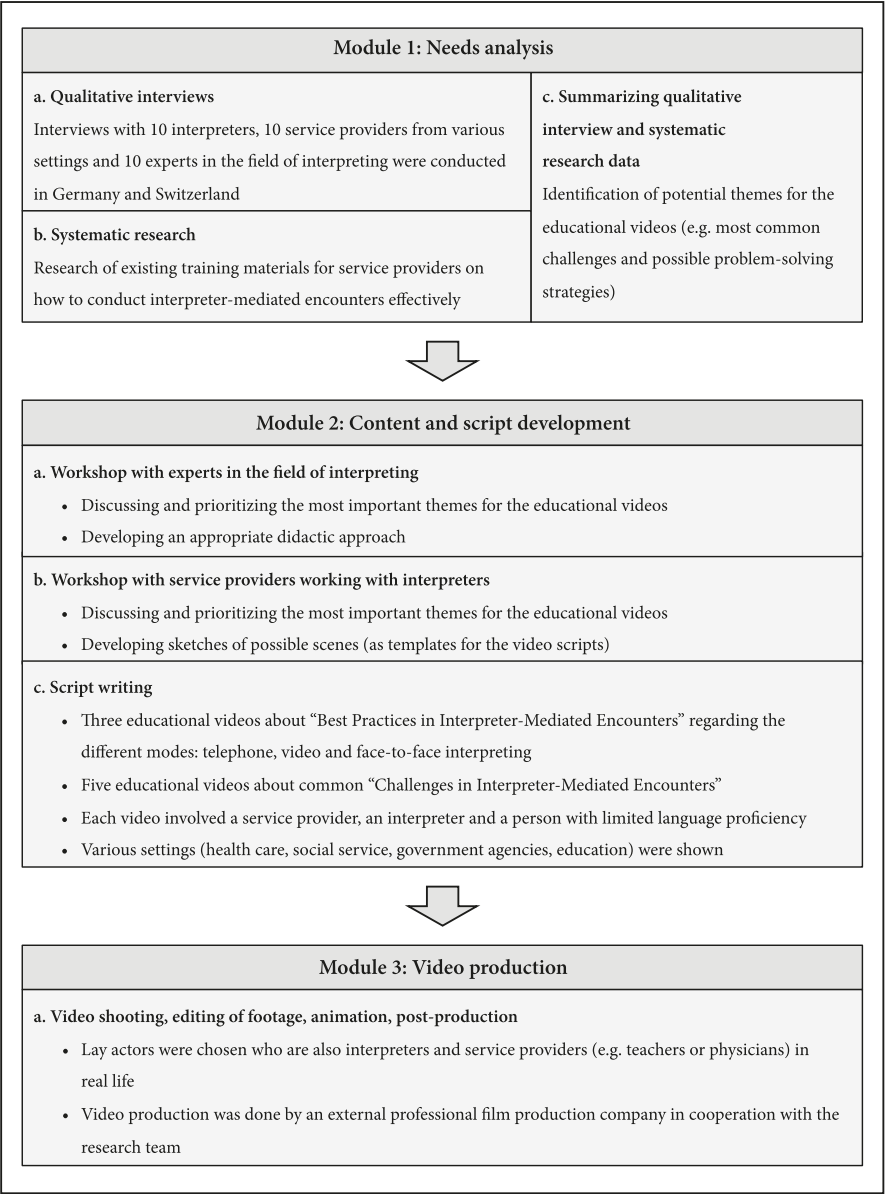 Module 1: Needs analysis
a. Qualitative interviews
Interviews with 10 interpreters, 10 service providers from various
settings and 10 experts in the field of interpreting were conducted
in Germany and Switzerland
b. Systematic research
Research of existing training materials for service providers on
how to conduct interpreter-mediated encounters effectively
c. Summarizing qualitative
interview and systematic
research data
Identification of potential themes for the
educational videos (e.g. most common
challenges and possible problem-solving
strategies)
Module 2: Content and script development
a. Workshop with experts in the field of interpreting
• Discussing and prioritizing the most important themes for the educational videos
• Developing an appropriate didactic approach
b. Workshop with service providers working with interpreters
• Discussing and prioritizing the most important themes for the educational videos
• Developing sketches of possible scenes (as templates for the video scripts)
c. Script writing
• Three educational videos about “Best Practices in Interpreter-Mediated Encounters” regarding the
different modes: telephone, video and face-to-face interpreting
• Five educational videos about common “Challenges in Interpreter-Mediated Encounters”
• Each video involved a service provider, an interpreter and a person with limited language proficiency
• Various settings (health care, social service, government agencies, education) were shown
Module 3: Video production
a. Video shooting, editing of footage, animation, post-production
• Lay actors were chosen who are also interpreters and service providers (e.g. teachers or physicians) in
real life
• Video production was done by an external professional film production company in cooperation with the
research team